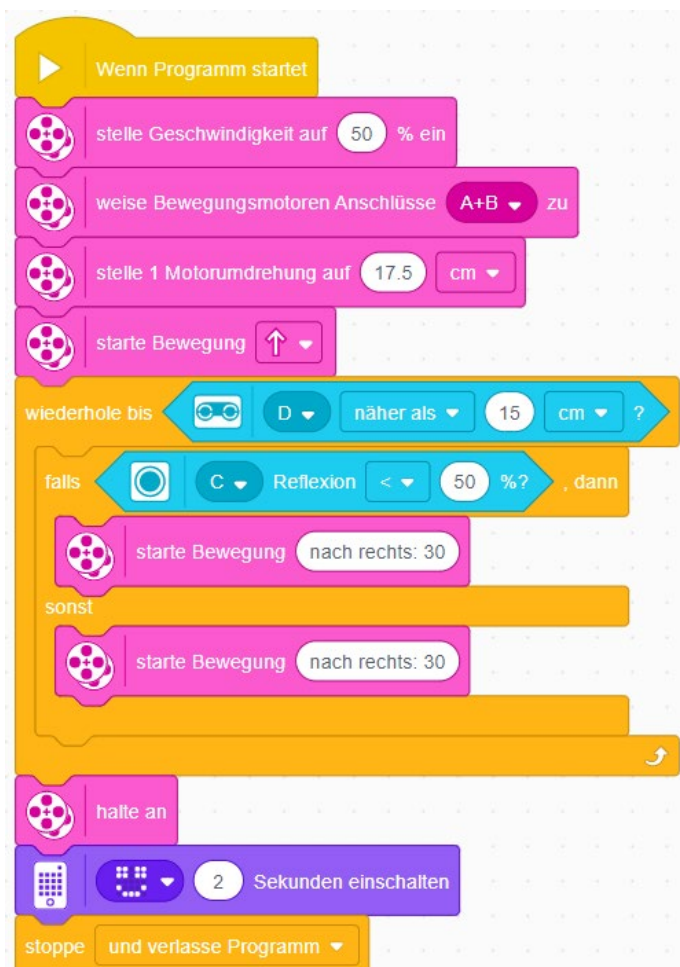 Wenn Programm startet
stelle Geschwindigkeit auf 50 % ein
weise Bewegungsmotoren Anschlüsse A+B zu
stelle 1 Motorumdrehung auf 17.5 cm
starte Bewegung
wiederhole bis D näher als 15 cm ?
falls C Reflexion < 50 %? , dann
starte Bewegung nach rechts: 30
sonst
starte Bewegung nach rechts: 30
halte an
2 Sekunden einschalten
stoppe und verlasse Programm